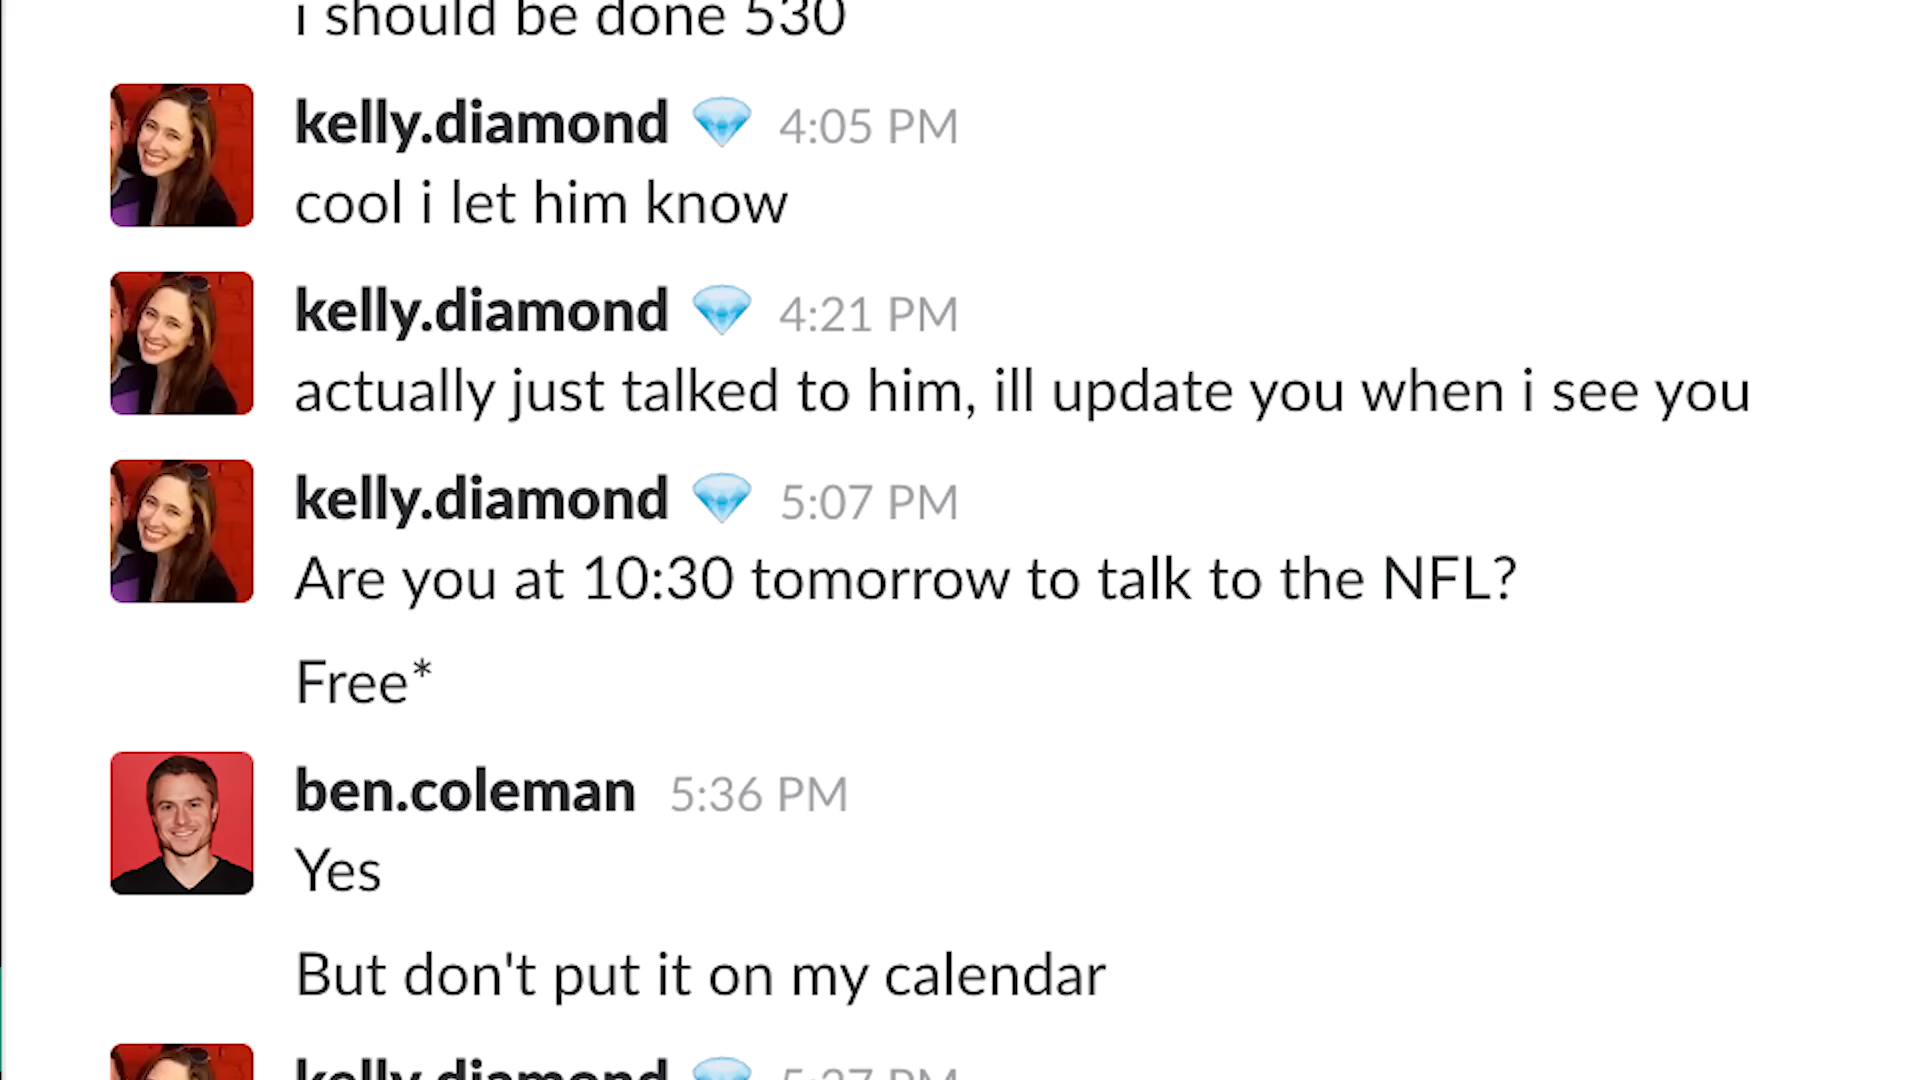 i should be done 530
kelly.diamond 4:05 PM
cool i let him know
kelly.diamond 4:21 PM
actually just talked to him, ill update you when i see you
kelly.diamond 5:07 PM
Are you at 10:30 tomorrow to talk to the NFL?
Free*
ben.coleman 5:36 PM
Yes
But don't put it on my calendar
kelly.diamond 5:37 PM